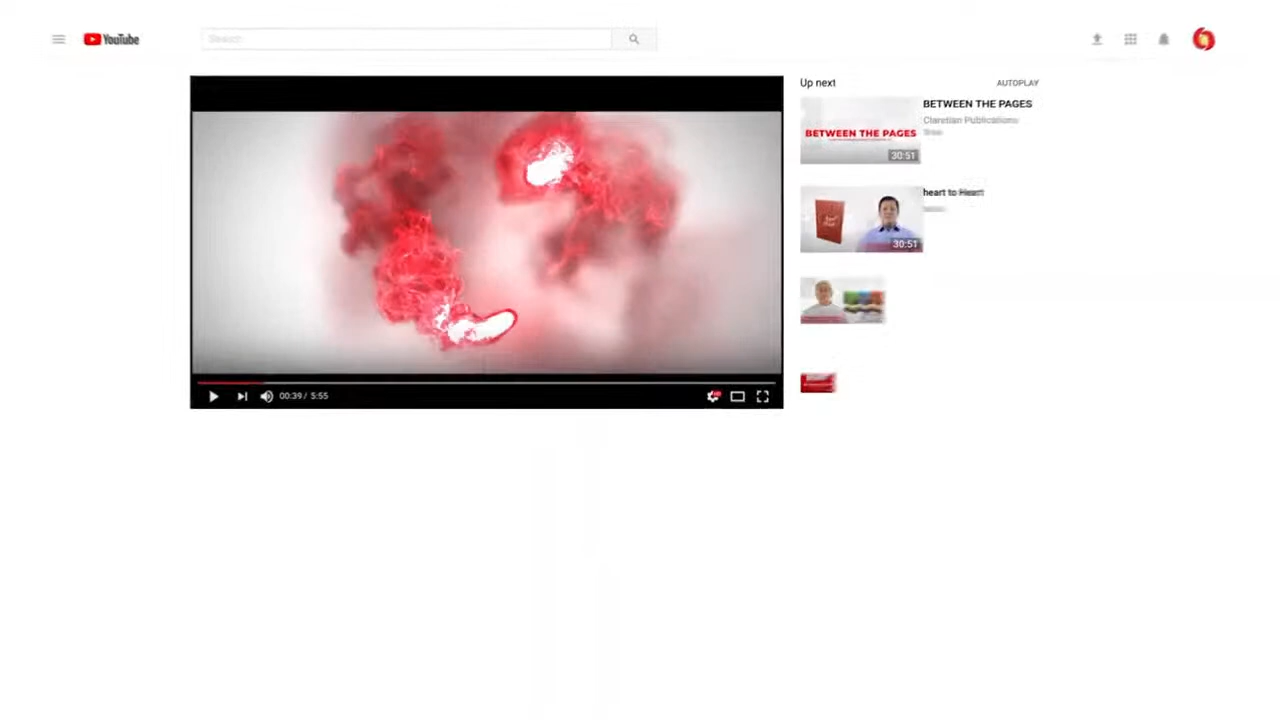 YouTube
Search
Up next
AUTOPLAY
BETWEEN THE PAGES
Claretian Publications
BETWEEN THE PAGES
30:51
heart to Heart
30:51
00:39 / 5:55